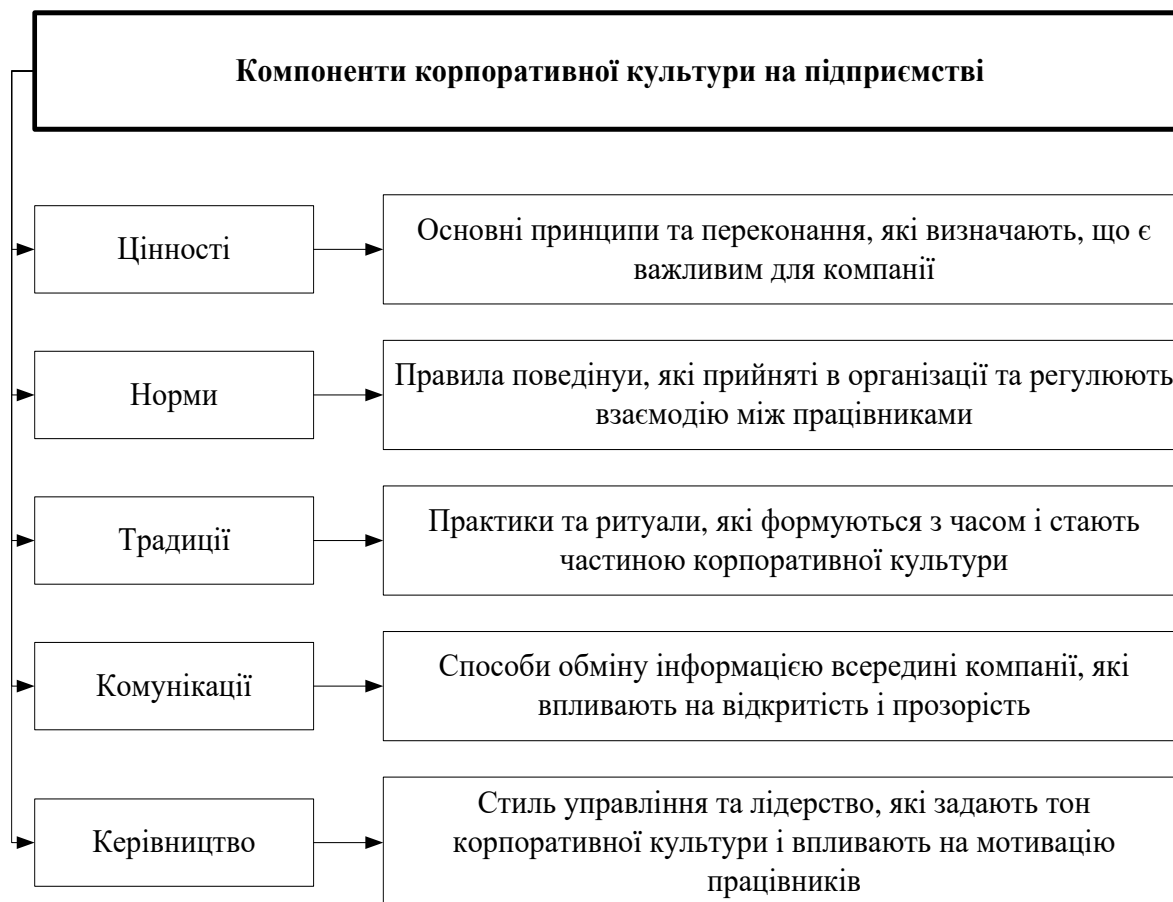 Компоненти корпоративної культури на підприємстві
Цінності
Основні принципи та переконання, які визначають, що є
важливим для компанії
Норми
Правила поведінуи, які прийняті в організації та регулюють
взаємодію між працівниками
Традиції
Практики та ритуали, які формуються з часом і стають
частиною корпоративної культури
Комунікації
Способи обміну інформацією всередині компанії, які
впливають на відкритість і прозорість
Керівництво
Стиль управління та лідерство, які задають тон
корпоративної культури і впливають на мотивацію
працівників